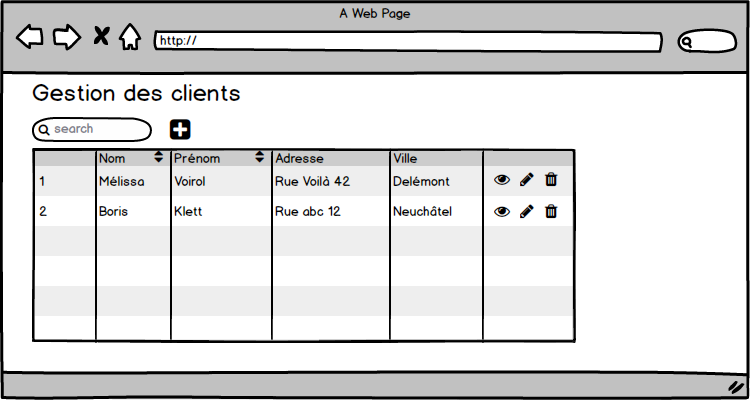 A Web Page
http://
Gestion des clients
search
Nom Prénom Adresse Ville
1 Mélissa Voirol Rue Voilà 42 Delémont
2 Boris Klett Rue abc 12 Neuchâtel